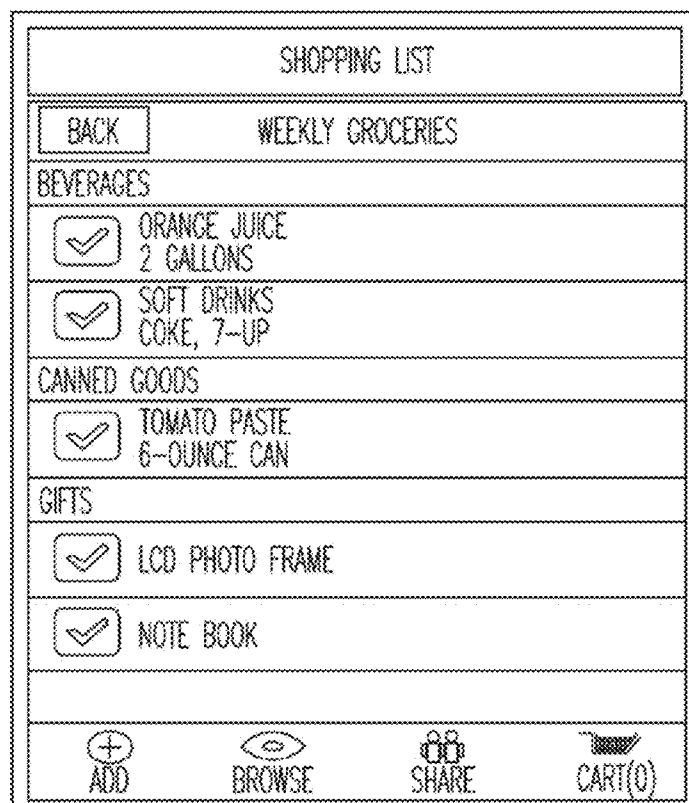 SHOPPING LIST
BACK WEEKLY GROCERIES
BEVERAGES
ORANGE JUICE
2 GALLONS
SOFT DRINKS
COKE, 7-UP
CANNED GOODS
TOMATO PASTE
6-OUNCE CAN
GIFTS
LCD PHOTO FRAME
NOTE BOOK
ADD BROWSE SHARE CART(0)